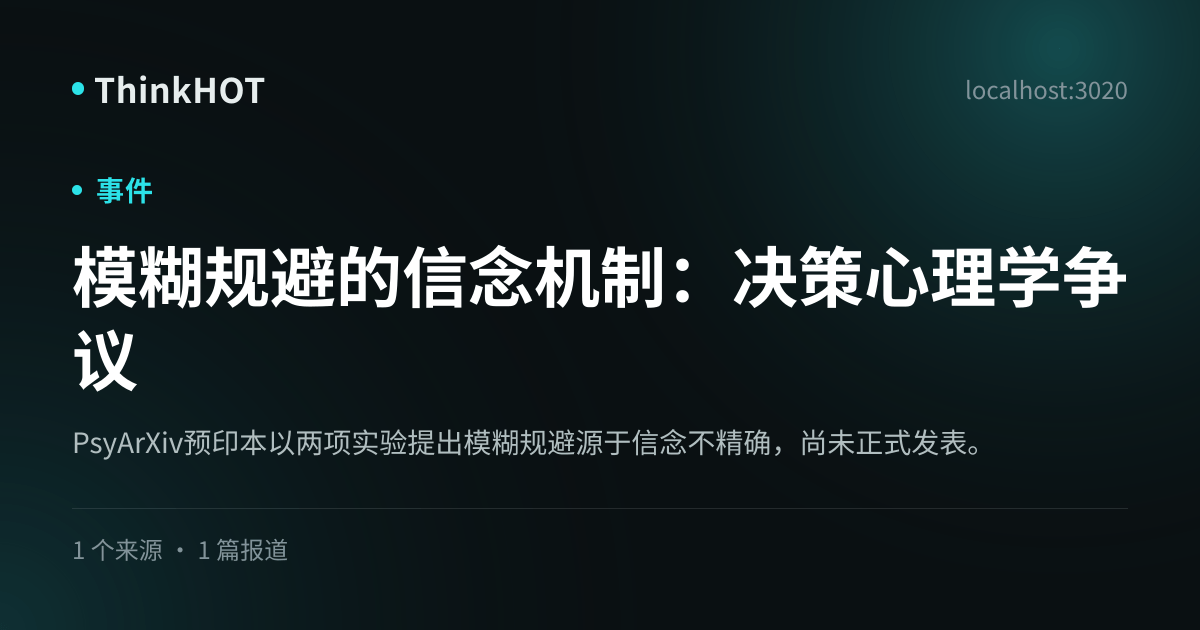 ThinkHOT
localhost:3020
事件
模糊规避的信念机制：决策心理学争
议
PsyArXiv预印本以两项实验提出模糊规避源于信念不精确，尚未正式发表。
1 个来源 · 1 篇报道